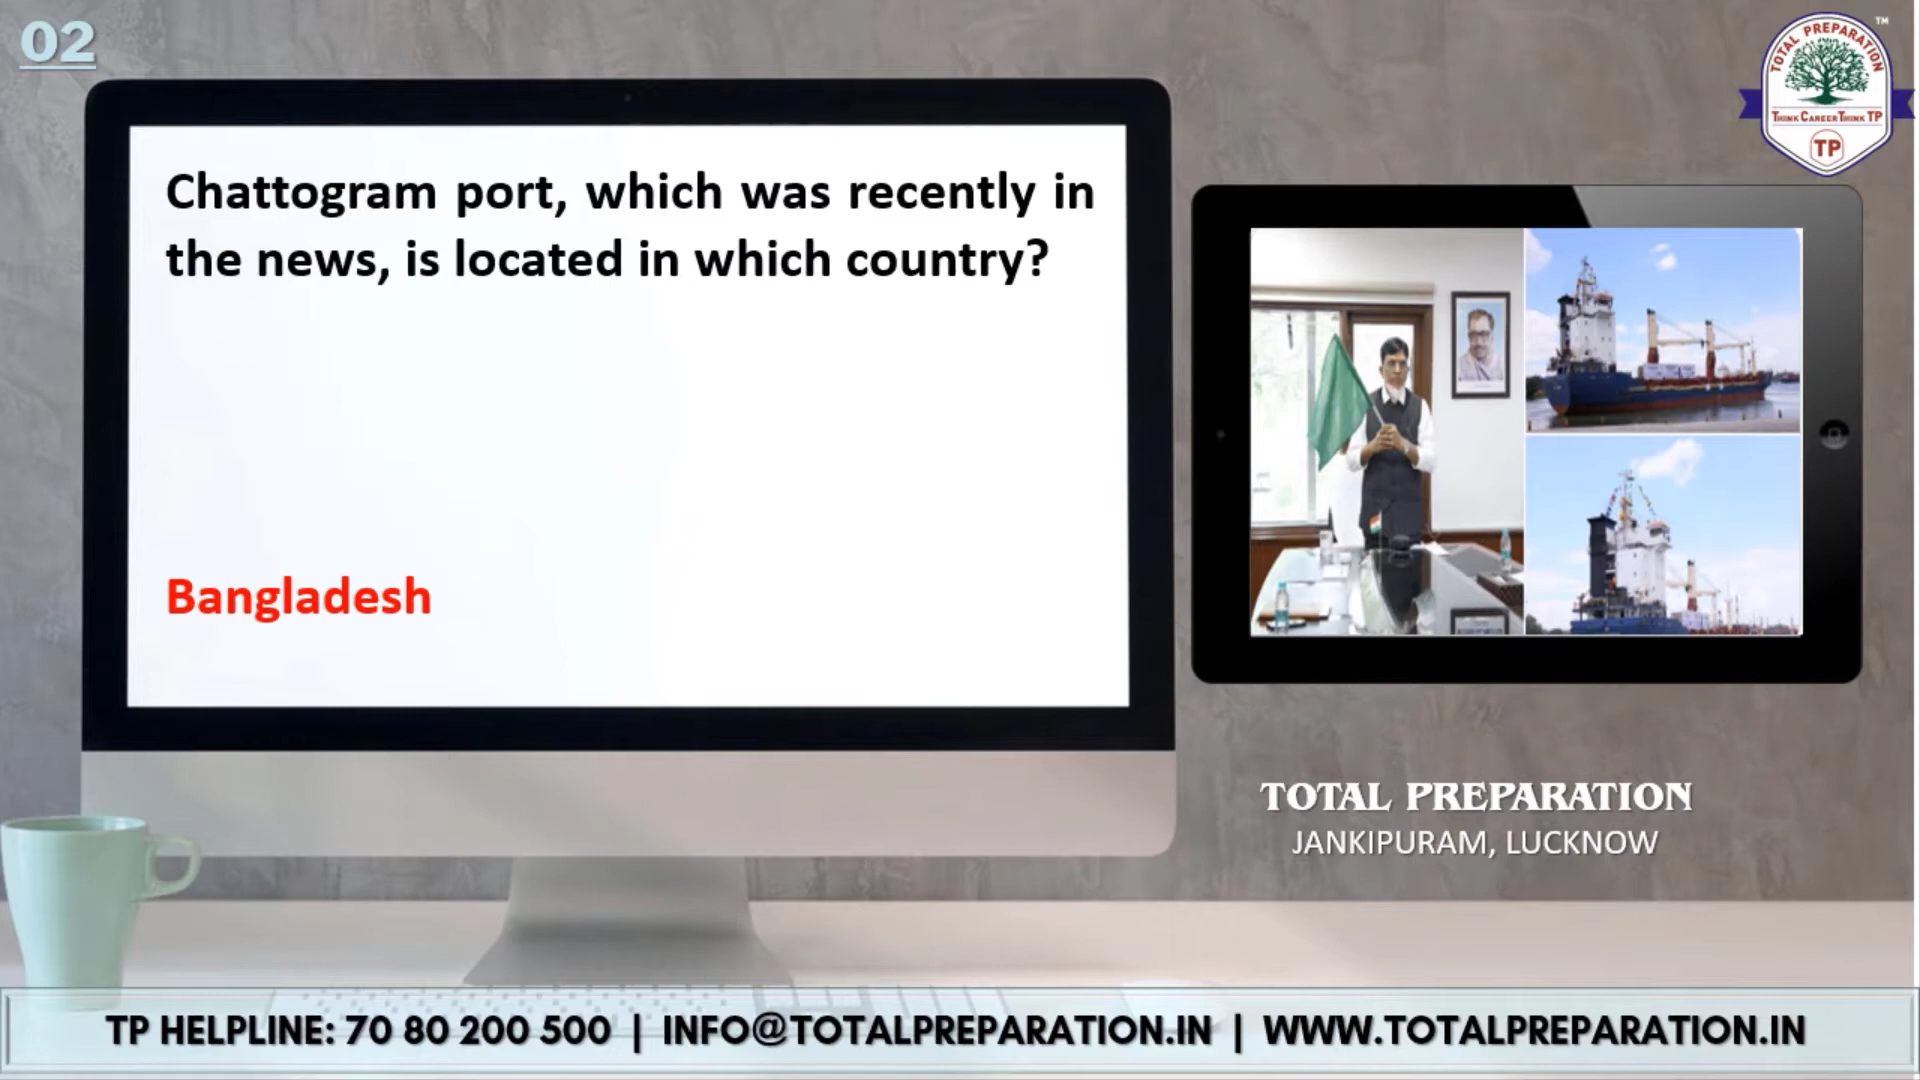 02
TOTAL PREPARATION
TM
THINK CAREER THINK TP
TP
Chattogram port, which was recently in
the news, is located in which country?
Bangladesh
TOTAL PREPARATION
JANKIPURAM, LUCKNOW
TP HELPLINE: 70 80 200 500 | INFO@TOTALPREPARATION.IN | WWW.TOTALPREPARATION.IN